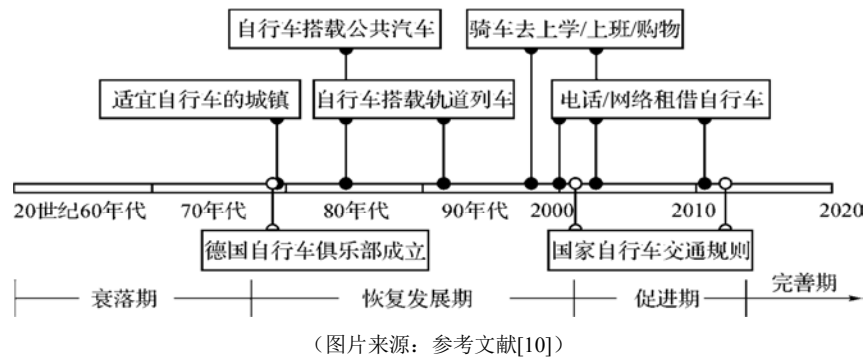 自行车搭载公共汽车 骑车去上学/上班/购物
适宜自行车的城镇 自行车搭载轨道列车 电话/网络租借自行车
20世纪60年代 70年代 80年代 90年代 2000 2010 2020
德国自行车俱乐部成立 国家自行车交通规则
衰落期 恢复发展期 促进期 完善期
（图片来源：参考文献[10]）